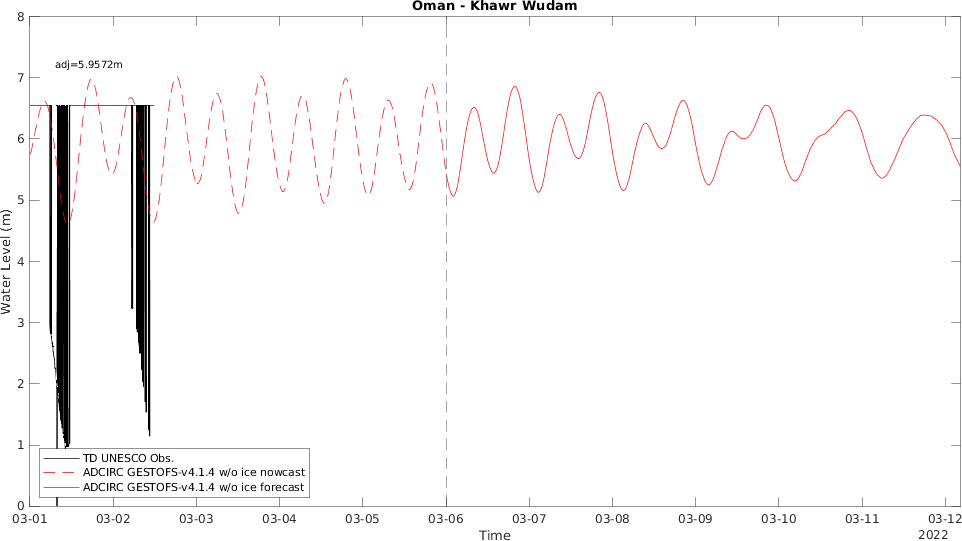 Oman - Khawr Wudam
8
7
6
5
4
3
2
1
0
Water Level (m)
adj=5.9572m
TD UNESCO Obs.
ADCIRC GESTOFS-v4.1.4 w/o ice nowcast
ADCIRC GESTOFS-v4.1.4 w/o ice forecast
03-01 03-02 03-03 03-04 03-05 03-06 03-07 03-08 03-09 03-10 03-11 03-12
Time
2022